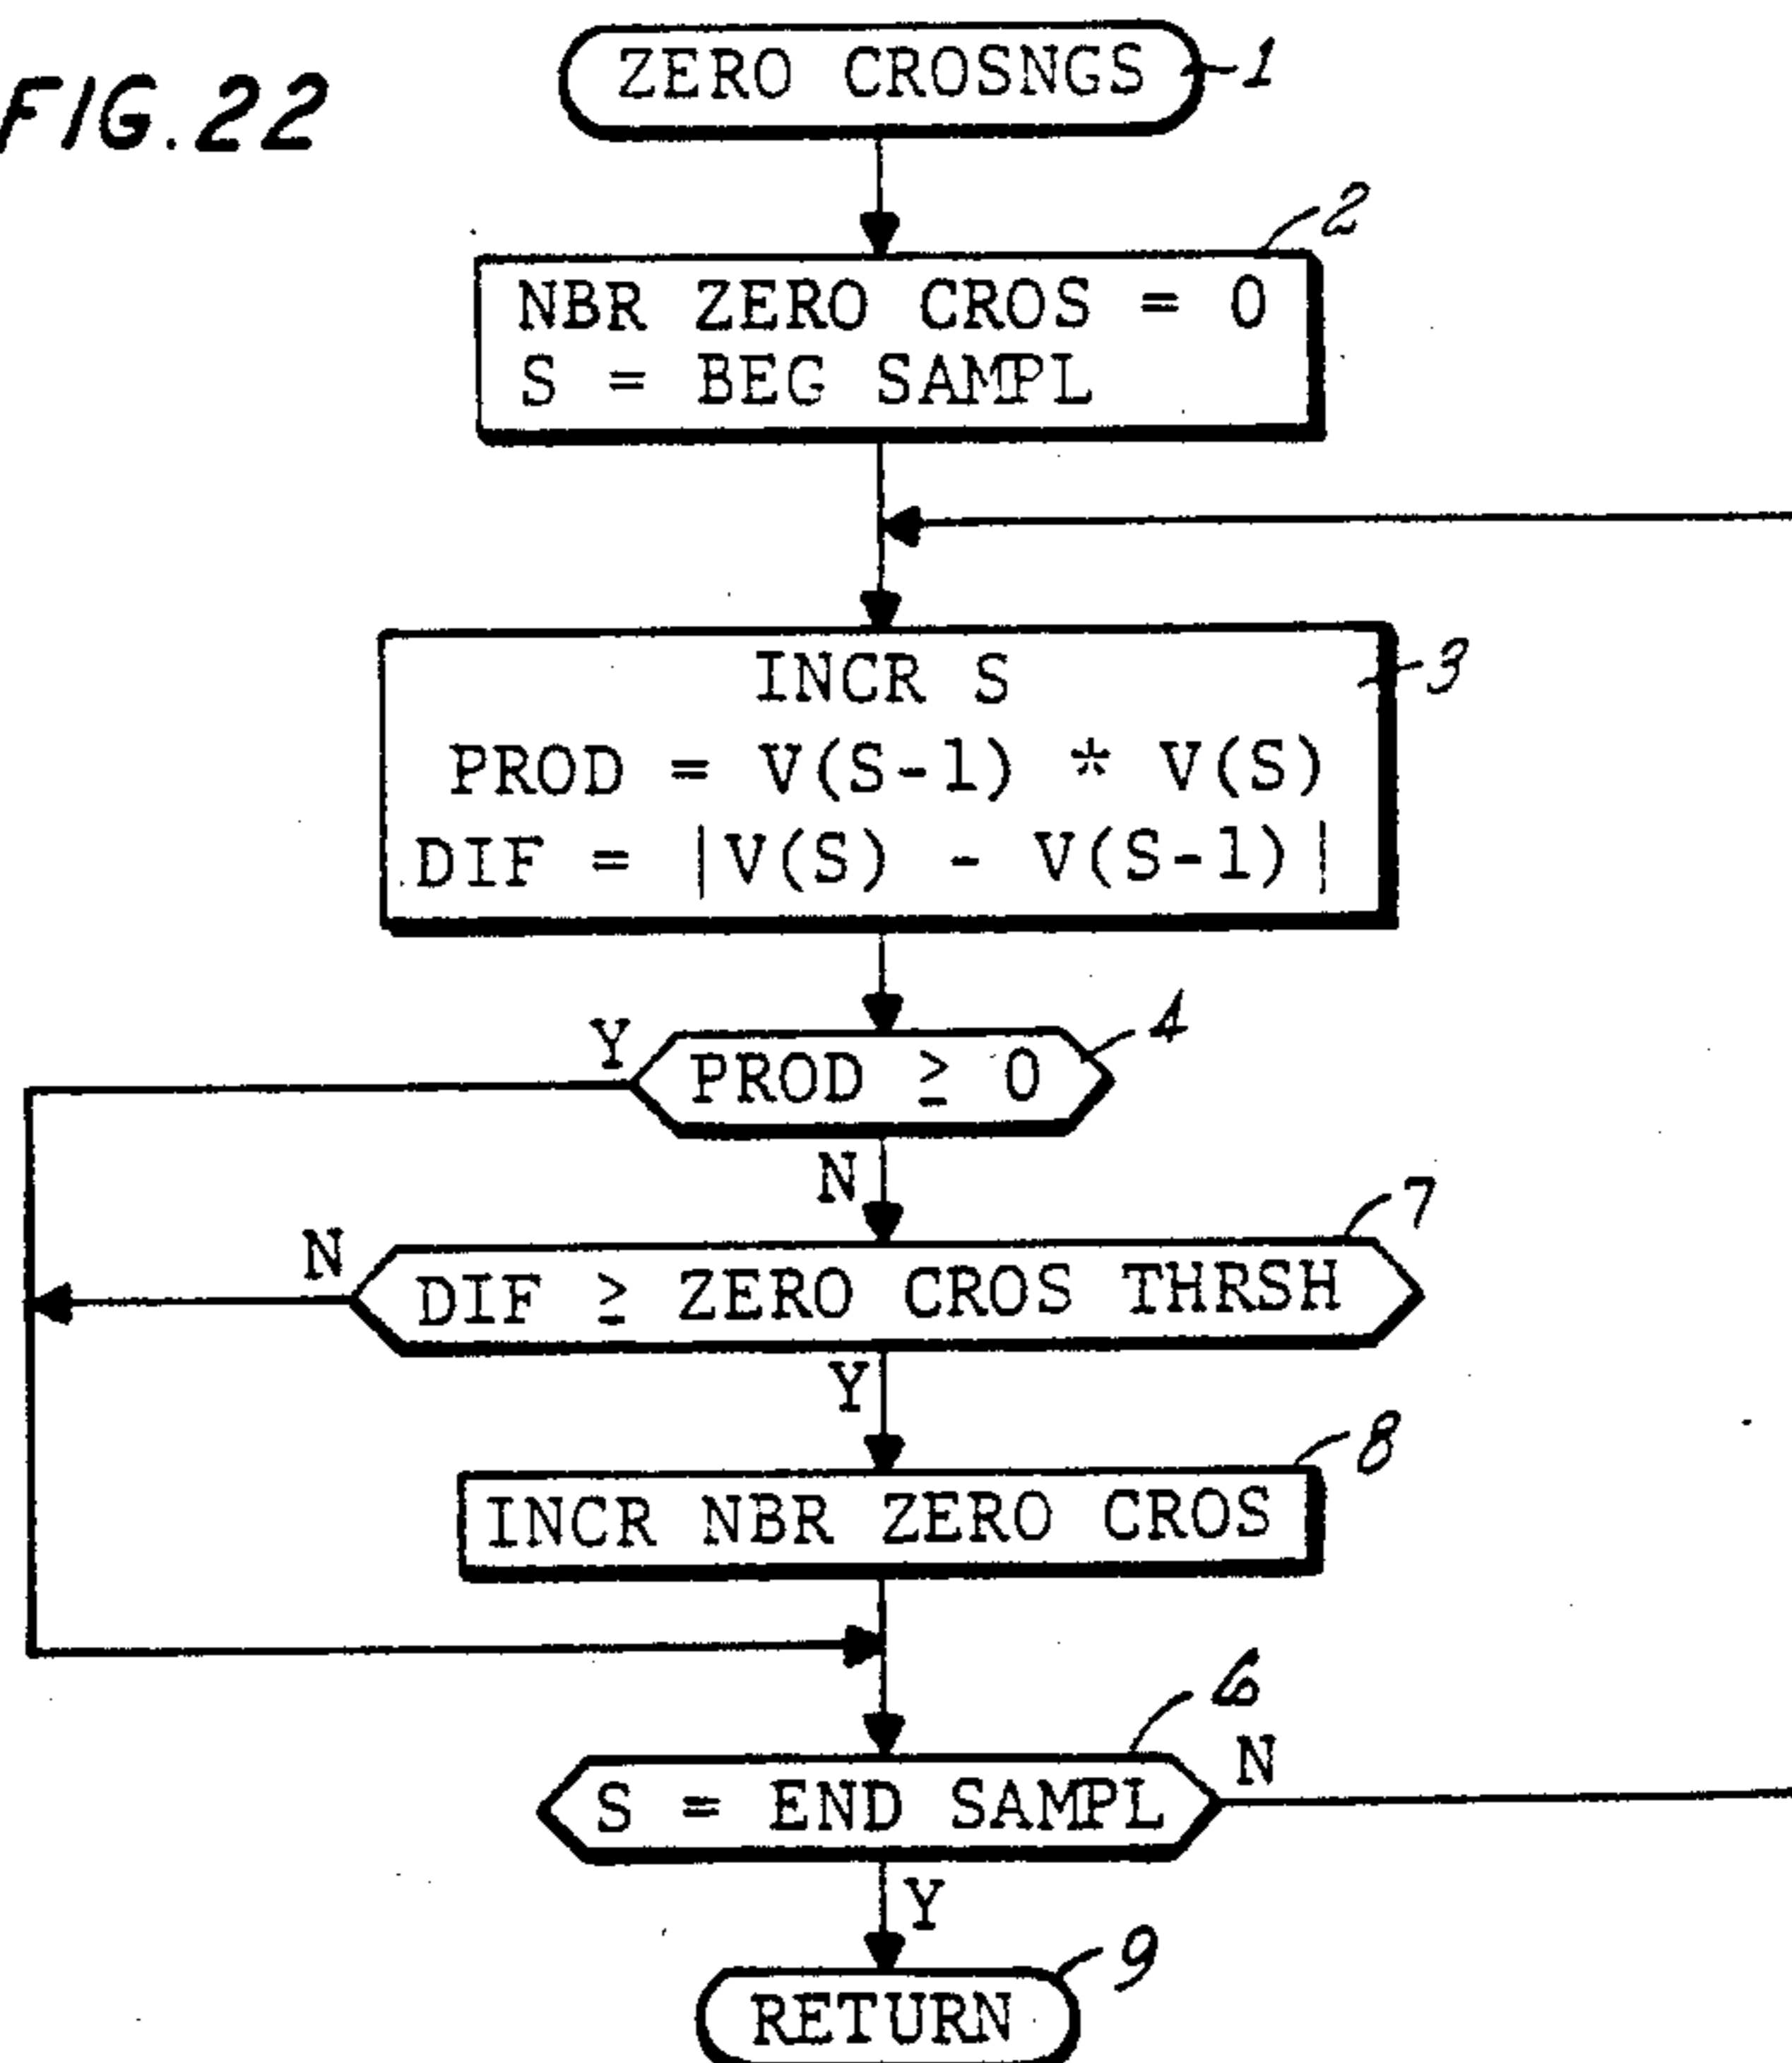 FIG. 22
ZERO CROSNGS 1
2
NBR ZERO CROS = 0
S = BEG SAMPL
INCR S 3
PROD = V(S-1) * V(S)
DIF = |V(S) - V(S-1)|
4
Y
PROD ≥ 0
N
7
N
DIF ≥ ZERO CROS THRSH
Y
8
INCR NBR ZERO CROS
6
N
S = END SAMPL
Y
9
RETURN